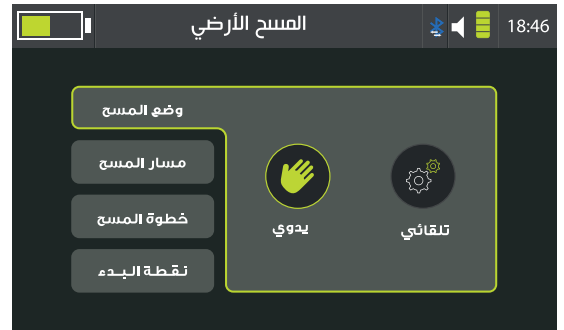 المسح الأرضي
18:46
وضع المسح
مسار المسح
خطوة المسح
نقطة البدء
يدوي
تلقائي